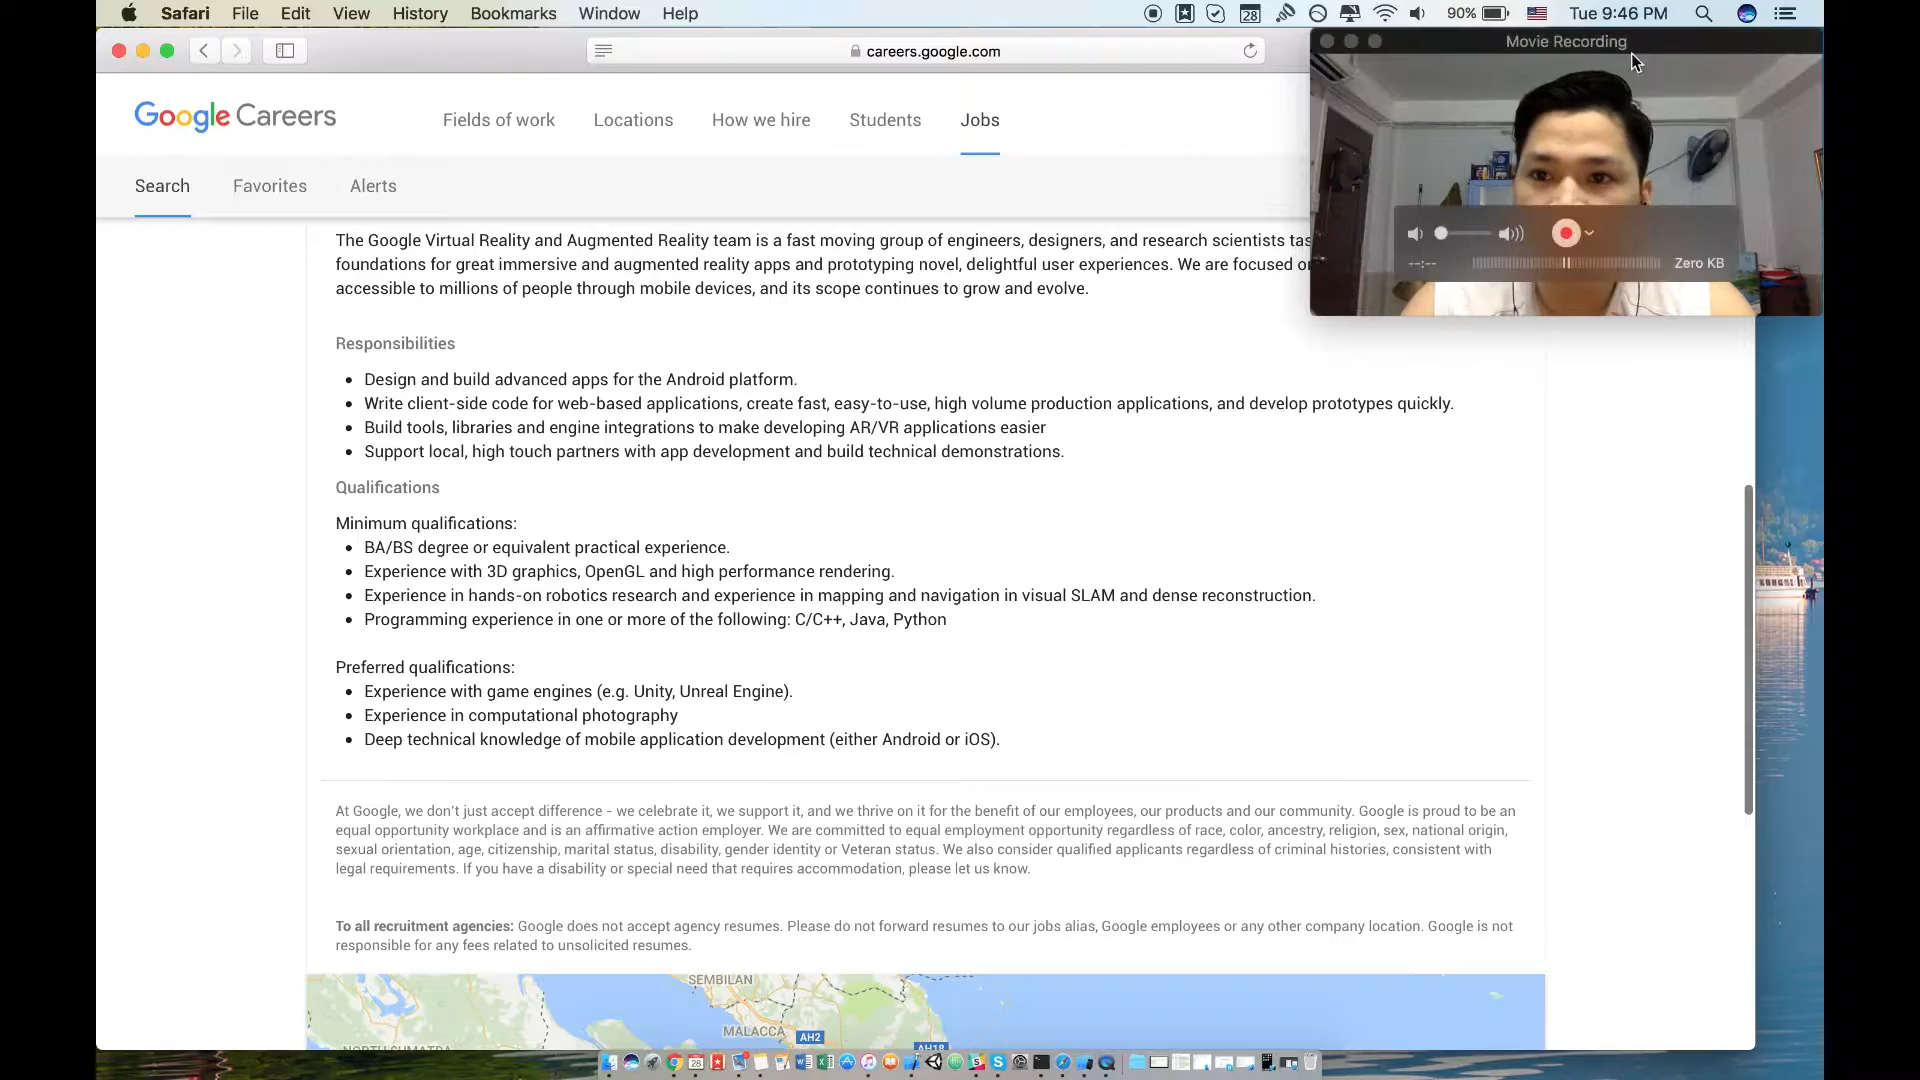 Safari File Edit View History Bookmarks Window Help 28 90% Tue 9:46 PM
careers.google.com
Movie Recording
Google Careers Fields of work Locations How we hire Students Jobs
Search Favorites Alerts
--:-- Zero KB
The Google Virtual Reality and Augmented Reality team is a fast moving group of engineers, designers, and research scientists
foundations for great immersive and augmented reality apps and prototyping novel, delightful user experiences. We are focused
accessible to millions of people through mobile devices, and its scope continues to grow and evolve.
Responsibilities
• Design and build advanced apps for the Android platform.
• Write client-side code for web-based applications, create fast, easy-to-use, high volume production applications, and develop prototypes quickly.
• Build tools, libraries and engine integrations to make developing AR/VR applications easier
• Support local, high touch partners with app development and build technical demonstrations.
Qualifications
Minimum qualifications:
• BA/BS degree or equivalent practical experience.
• Experience with 3D graphics, OpenGL and high performance rendering.
• Experience in hands-on robotics research and experience in mapping and navigation in visual SLAM and dense reconstruction.
• Programming experience in one or more of the following: C/C++, Java, Python
Preferred qualifications:
• Experience with game engines (e.g. Unity, Unreal Engine).
• Experience in computational photography
• Deep technical knowledge of mobile application development (either Android or iOS).
At Google, we don't just accept difference - we celebrate it, we support it, and we thrive on it for the benefit of our employees, our products and our community. Google is proud to be an
equal opportunity workplace and is an affirmative action employer. We are committed to equal employment opportunity regardless of race, color, ancestry, religion, sex, national origin,
sexual orientation, age, citizenship, marital status, disability, gender identity or Veteran status. We also consider qualified applicants regardless of criminal histories, consistent with
legal requirements. If you have a disability or special need that requires accommodation, please let us know.
To all recruitment agencies: Google does not accept agency resumes. Please do not forward resumes to our jobs alias, Google employees or any other company location. Google is not
responsible for any fees related to unsolicited resumes.
SEMBILAN
MALACCA AH2
AH18
NORTH SUMATRA